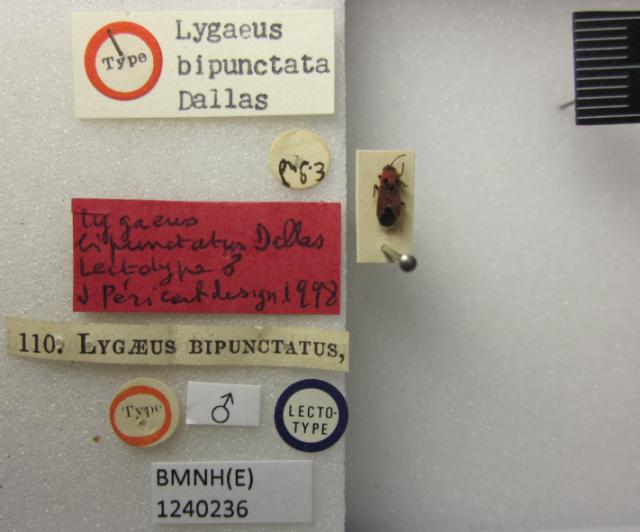 Type
Lygaeus
bipunctata
Dallas
Lygaeus
bipunctatus Dallas
Lectotype ♂
J Péricart design. 1998
110. LYGÆUS BIPUNCTATUS,
Type
♂
LECTO-
TYPE
BMNH(E)
1240236